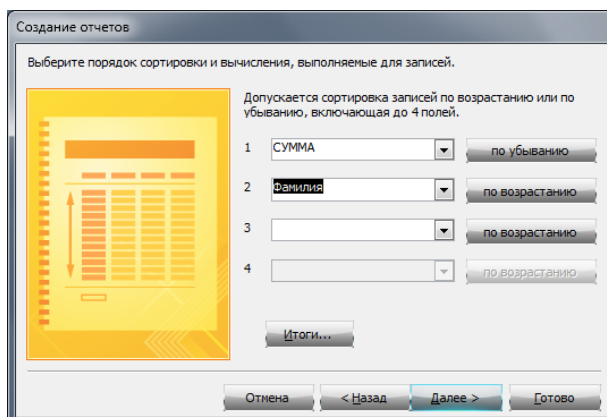 Создание отчетов
Выберите порядок сортировки и вычисления, выполняемые для записей.
Допускается сортировка записей по возрастанию или по
убыванию, включающая до 4 полей.
1 СУММА по убыванию
2 Фамилия по возрастанию
3 по возрастанию
4 по возрастанию
Итоги...
Отмена < Назад Далее > Готово